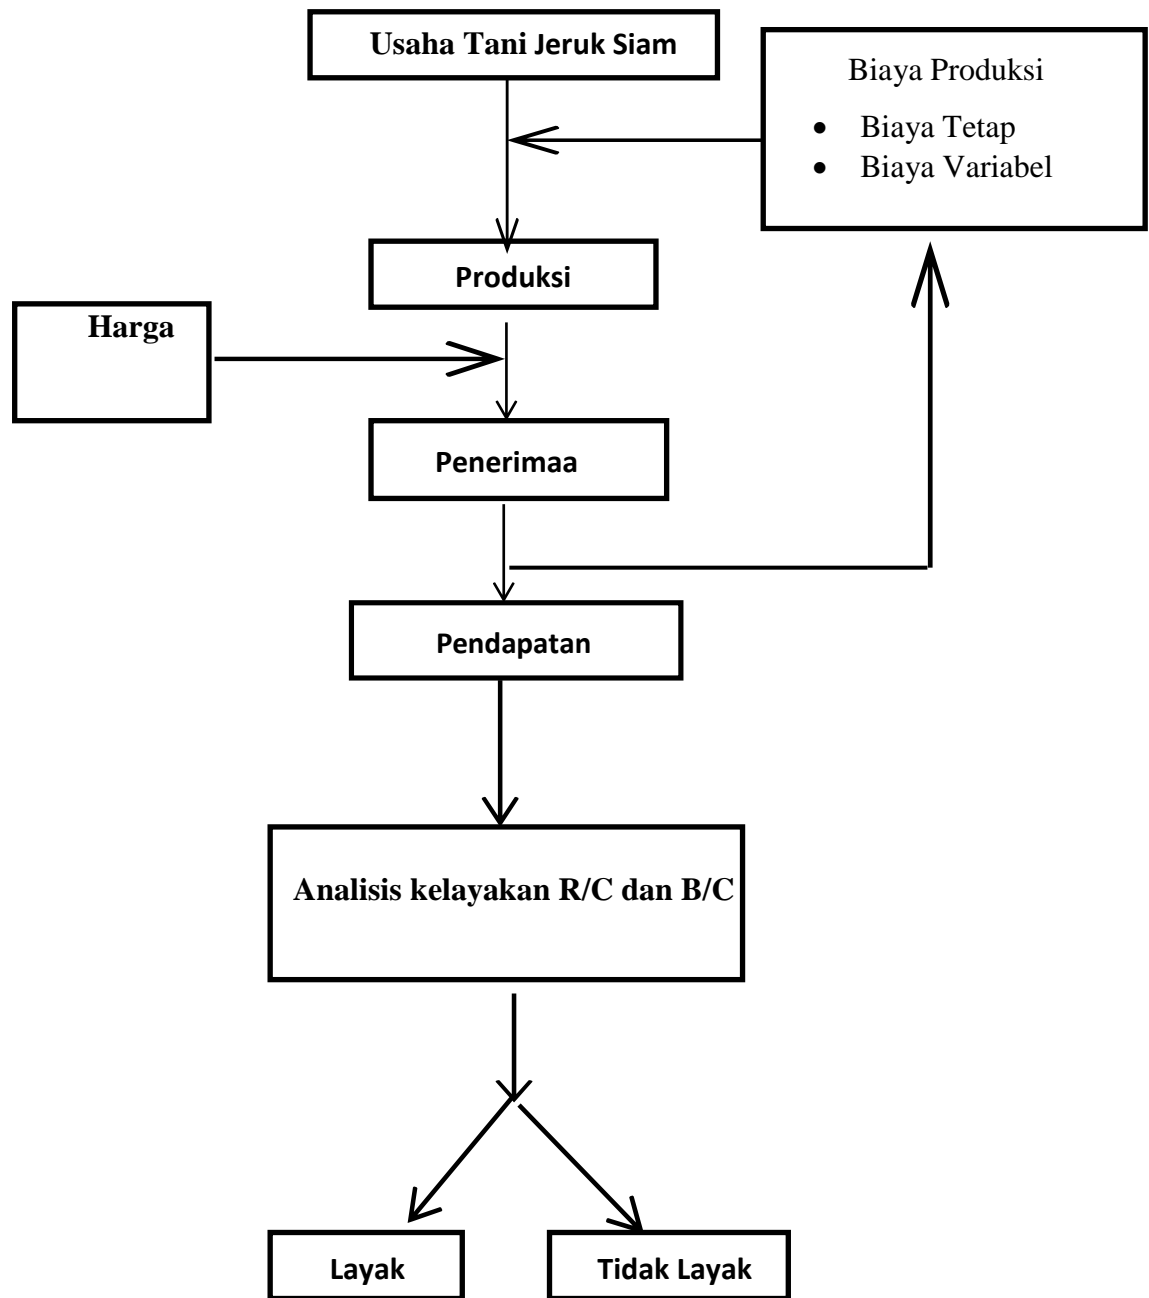 Usaha Tani Jeruk Siam
Biaya Produksi
• Biaya Tetap
• Biaya Variabel
Produksi
Harga
Penerimaa
Pendapatan
Analisis kelayakan R/C dan B/C
Layak
Tidak Layak